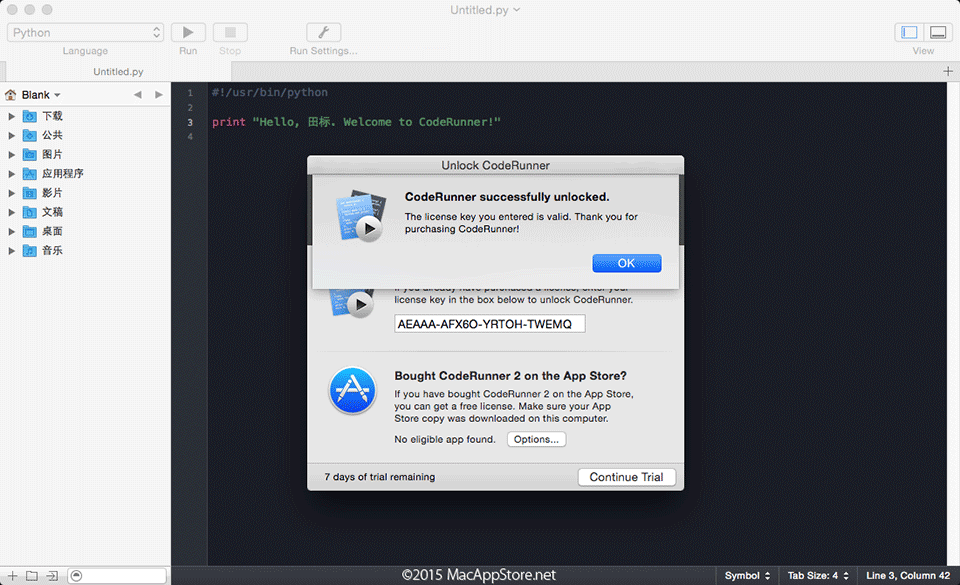 Untitled.py
Python
Language
Run
Stop
Run Settings...
View
Untitled.py
Blank
下载
公共
图片
应用程序
影片
文稿
桌面
音乐
1
#!/usr/bin/python
2
3
print "Hello, 田标. Welcome to CodeRunner!"
4
Unlock CodeRunner
CodeRunner successfully unlocked.
The license key you entered is valid. Thank you for
purchasing CodeRunner!
OK
If you already have purchased a license, enter your
license key in the box below to unlock CodeRunner.
AEAAA-AFX6O-YRTOH-TWEMQ
Bought CodeRunner 2 on the App Store?
If you have bought CodeRunner 2 on the App Store,
you can get a free license. Make sure your App
Store copy was downloaded on this computer.
No eligible app found.
Options...
7 days of trial remaining
Continue Trial
©2015 MacAppStore.net
Symbol
Tab Size: 4
Line 3, Column 42